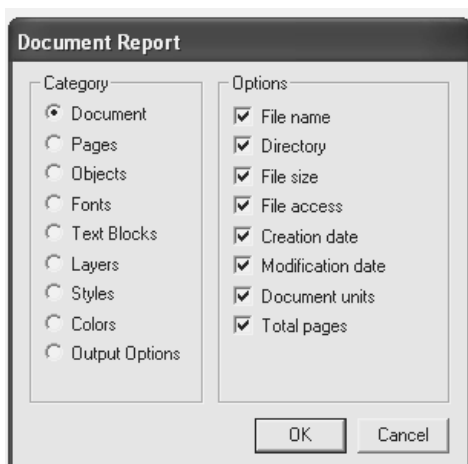 Document Report
Category
Document
Pages
Objects
Fonts
Text Blocks
Layers
Styles
Colors
Output Options
Options
File name
Directory
File size
File access
Creation date
Modification date
Document units
Total pages
OK
Cancel